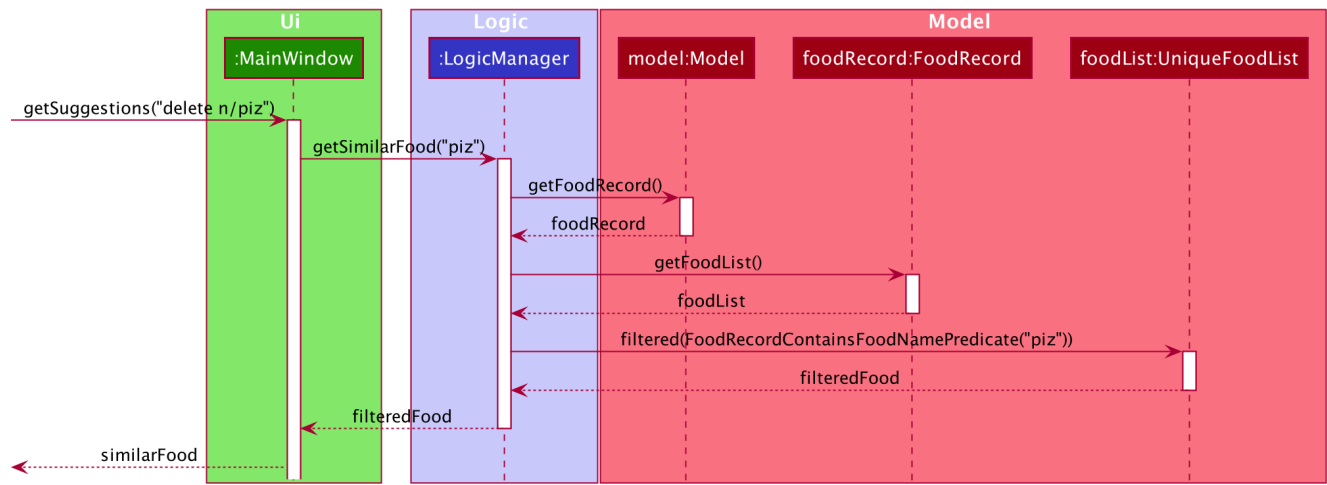 Ui
Logic
Model
:MainWindow
:LogicManager
model:Model
foodRecord:FoodRecord
foodList:UniqueFoodList
getSuggestions("delete n/piz")
getSimilarFood("piz")
getFoodRecord()
foodRecord
getFoodList()
foodList
filtered(FoodRecordContainsFoodNamePredicate("piz"))
filteredFood
filteredFood
similarFood